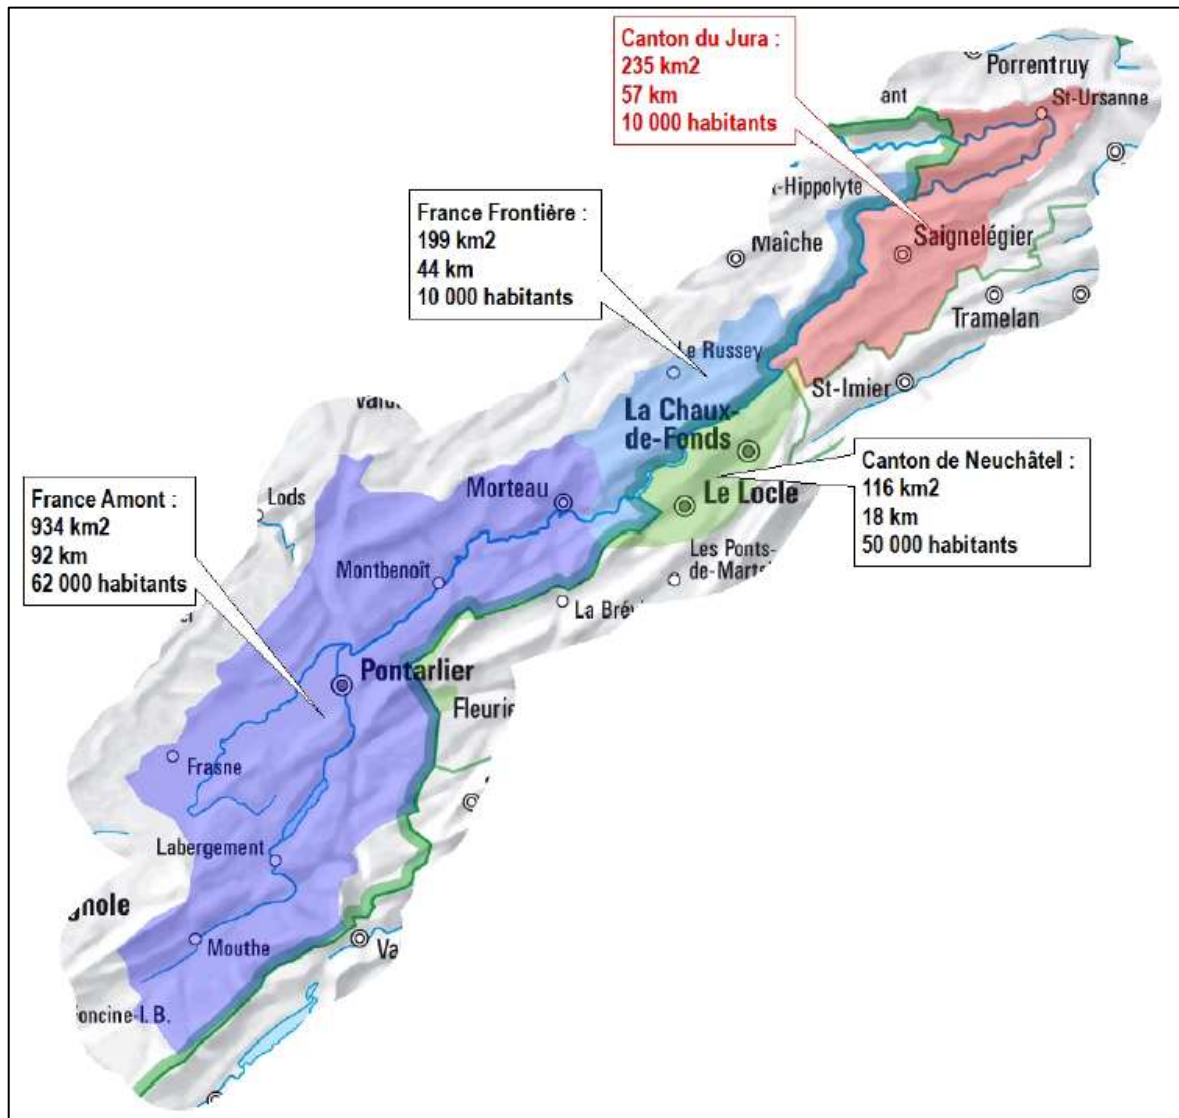 Canton du Jura :
235 km2
57 km
10 000 habitants
Porrentruy
ant
St-Ursanne
-Hippolyte
France Frontière :
199 km2
44 km
10 000 habitants
Maîche
Saignelégier
Tramelan
Le Russey
St-Imier
La Chaux-
de-Fonds
Canton de Neuchâtel :
116 km2
18 km
50 000 habitants
France Amont :
934 km2
92 km
62 000 habitants
Lods
Morteau
Le Locle
Les Ponts-
de-Marte
Montbenoît
La Brév
Pontarlier
Fleurie
Frasne
Labergement
gnole
Mouthe
Va
oncine-l. B.